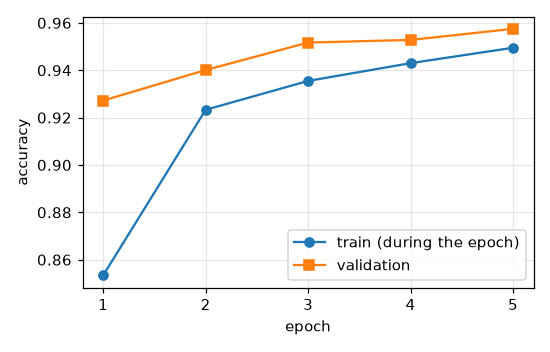 0.96
0.94
0.92
0.90
0.88
0.86
accuracy
train (during the epoch)
validation
1 2 3 4 5
epoch